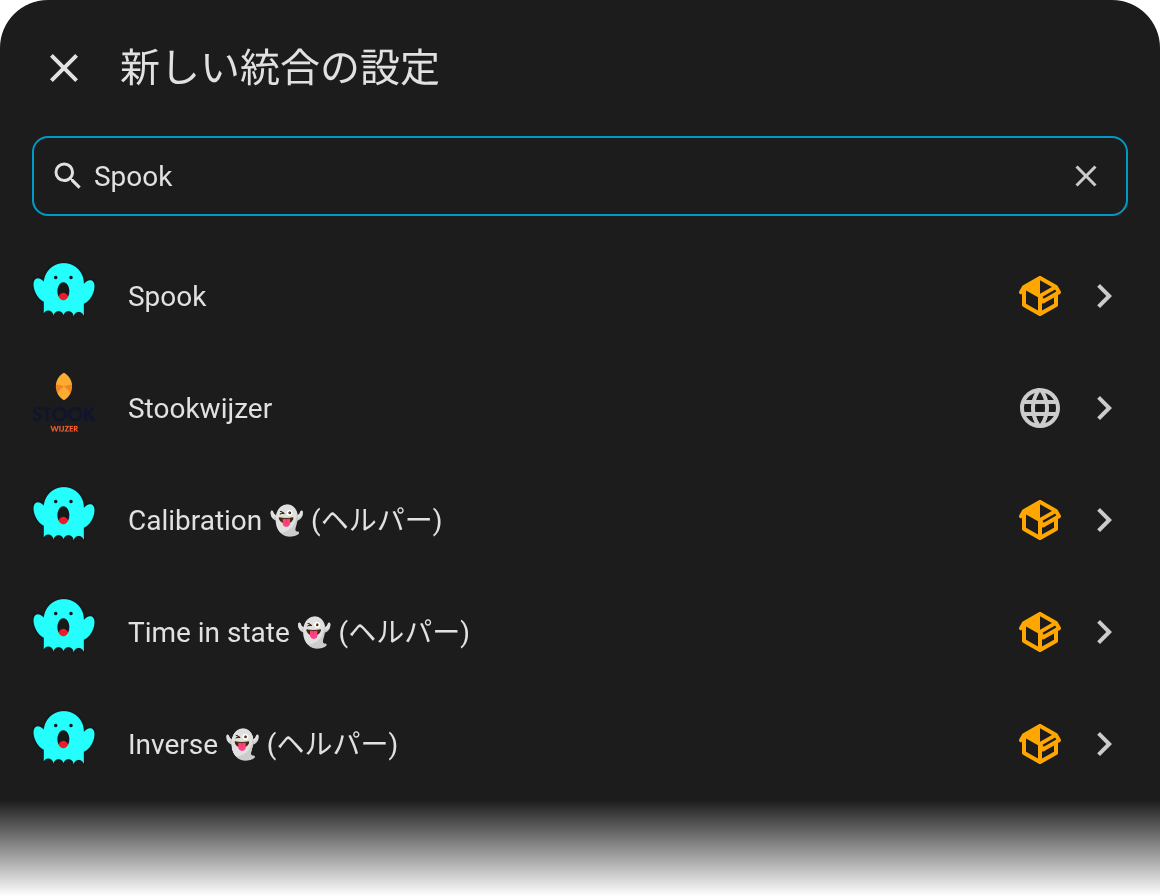 新しい統合の設定
Spook
Spook
STOOK
WIJZER
Stookwijzer
Calibration 👻 (ヘルパー)
Time in state 👻 (ヘルパー)
Inverse 👻 (ヘルパー)